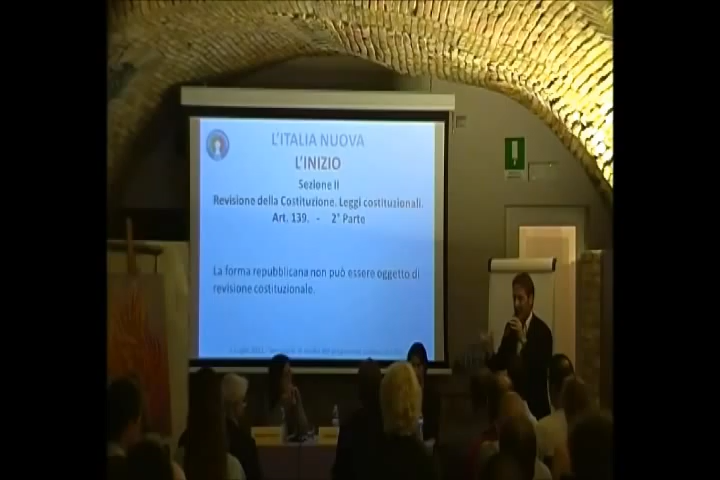 L'ITALIA NUOVA
L'INIZIO
Sezione II
Revisione della Costituzione. Leggi costituzionali.
Art. 139. - 2° Parte
La forma repubblicana non può essere oggetto di
revisione costituzionale.